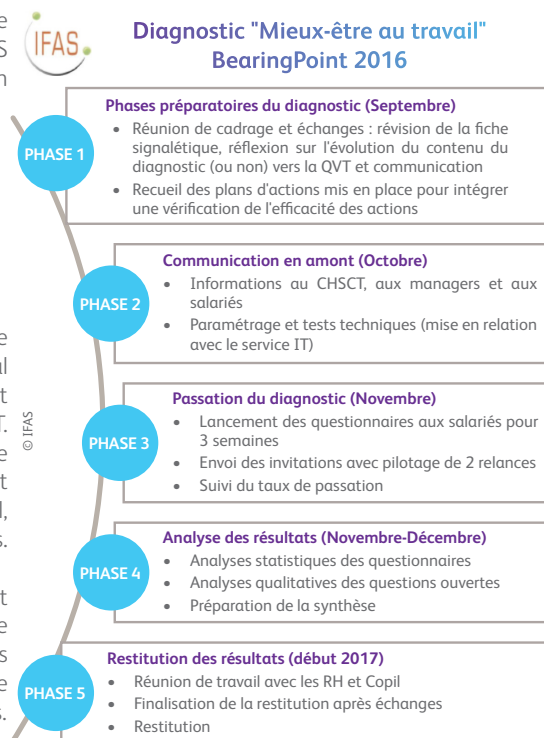 IFAS
Diagnostic "Mieux-être au travail"
BearingPoint 2016
PHASE 1
Phases préparatoires du diagnostic (Septembre)
• Réunion de cadrage et échanges : révision de la fiche
signalétique, réflexion sur l'évolution du contenu du
diagnostic (ou non) vers la QVT et communication
• Recueil des plans d'actions mis en place pour intégrer
une vérification de l'efficacité des actions
PHASE 2
Communication en amont (Octobre)
• Informations au CHSCT, aux managers et aux
salariés
• Paramétrage et tests techniques (mise en relation
avec le service IT)
© IFAS
PHASE 3
Passation du diagnostic (Novembre)
• Lancement des questionnaires aux salariés pour
3 semaines
• Envoi des invitations avec pilotage de 2 relances
• Suivi du taux de passation
PHASE 4
Analyse des résultats (Novembre-Décembre)
• Analyses statistiques des questionnaires
• Analyses qualitatives des questions ouvertes
• Préparation de la synthèse
PHASE 5
Restitution des résultats (début 2017)
• Réunion de travail avec les RH et Copil
• Finalisation de la restitution après échanges
• Restitution